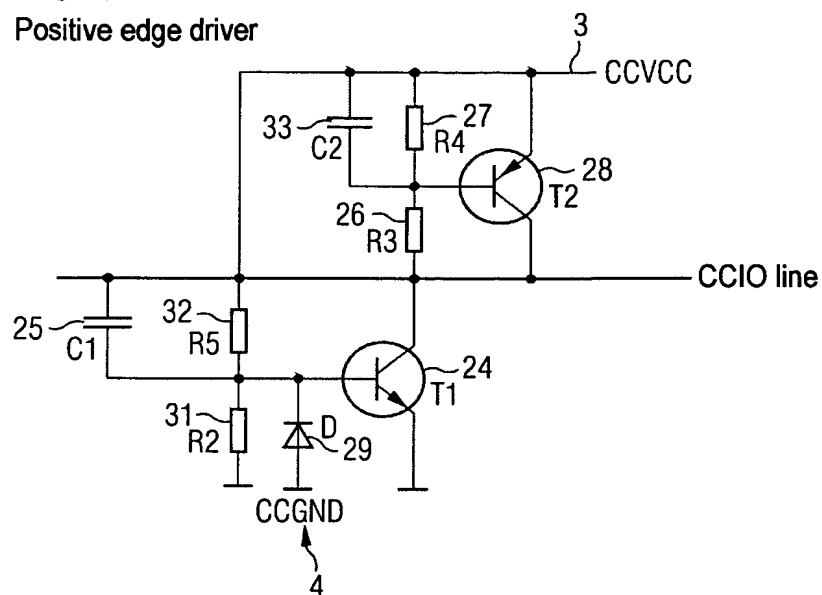 Positive edge driver
3
CCVCC
33
C2
27
R4
28
T2
26
R3
CCIO line
25
C1
32
R5
24
T1
31
R2
D
29
CCGND
4